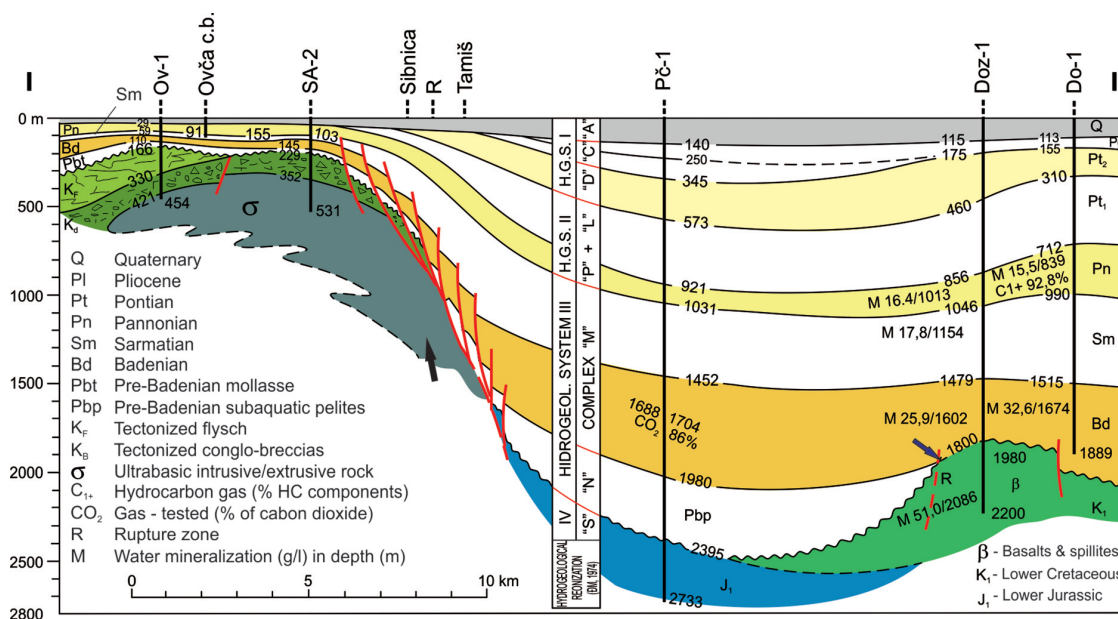 I
Ov-1
Ovča c.b.
SA-2
Sibnica
R
Tamiš
Pč-1
Doz-1
Do-1
I
Sm
0 m
500
1000
1500
2000
2500
2800
Pn
Bd
Pbt
K_F
K_d
29
59
110
166
330
421
454
91
155
103
145
229
352
531
σ
Q Quaternary
Pl Pliocene
Pt Pontian
Pn Pannonian
Sm Sarmatian
Bd Badenian
Pbt Pre-Badenian mollasse
Pbp Pre-Badenian subaquatic pelites
K_F Tectonized flysch
K_B Tectonized conglo-breccias
σ Ultrabasic intrusive/extrusive rock
C_1+ Hydrocarbon gas (% HC components)
CO_2 Gas - tested (% of cabon dioxide)
R Rupture zone
M Water mineralization (g/l) in depth (m)
0 5 10 km
H.G.S. I
"A"
"C"
"D"
H.G.S. II
"P" + "L"
HIDROGEOL. SYSTEM III
COMPLEX "M"
"N"
IV
"S"
HYDROGEOLOGICAL
REONIZATION
(ĐM, 1974)
140
250
345
573
921
1031
1452
1688 1704
CO_2 86%
1980
Pbp
2395
J_1
2733
115
175
460
856
M 16.4/1013
1046
M 17,8/1154
1479
M 25,9/1602
1800
R
M 51,0/2086
1980
β
2200
113
155
310
712
M 15,5/839
C1+ 92,8%
990
1515
M 32,6/1674
1889
Q
Pt_2
Pt_1
Pn
Sm
Bd
K_1
β - Basalts & spillites
K_1 - Lower Cretaceous
J_1 - Lower Jurassic